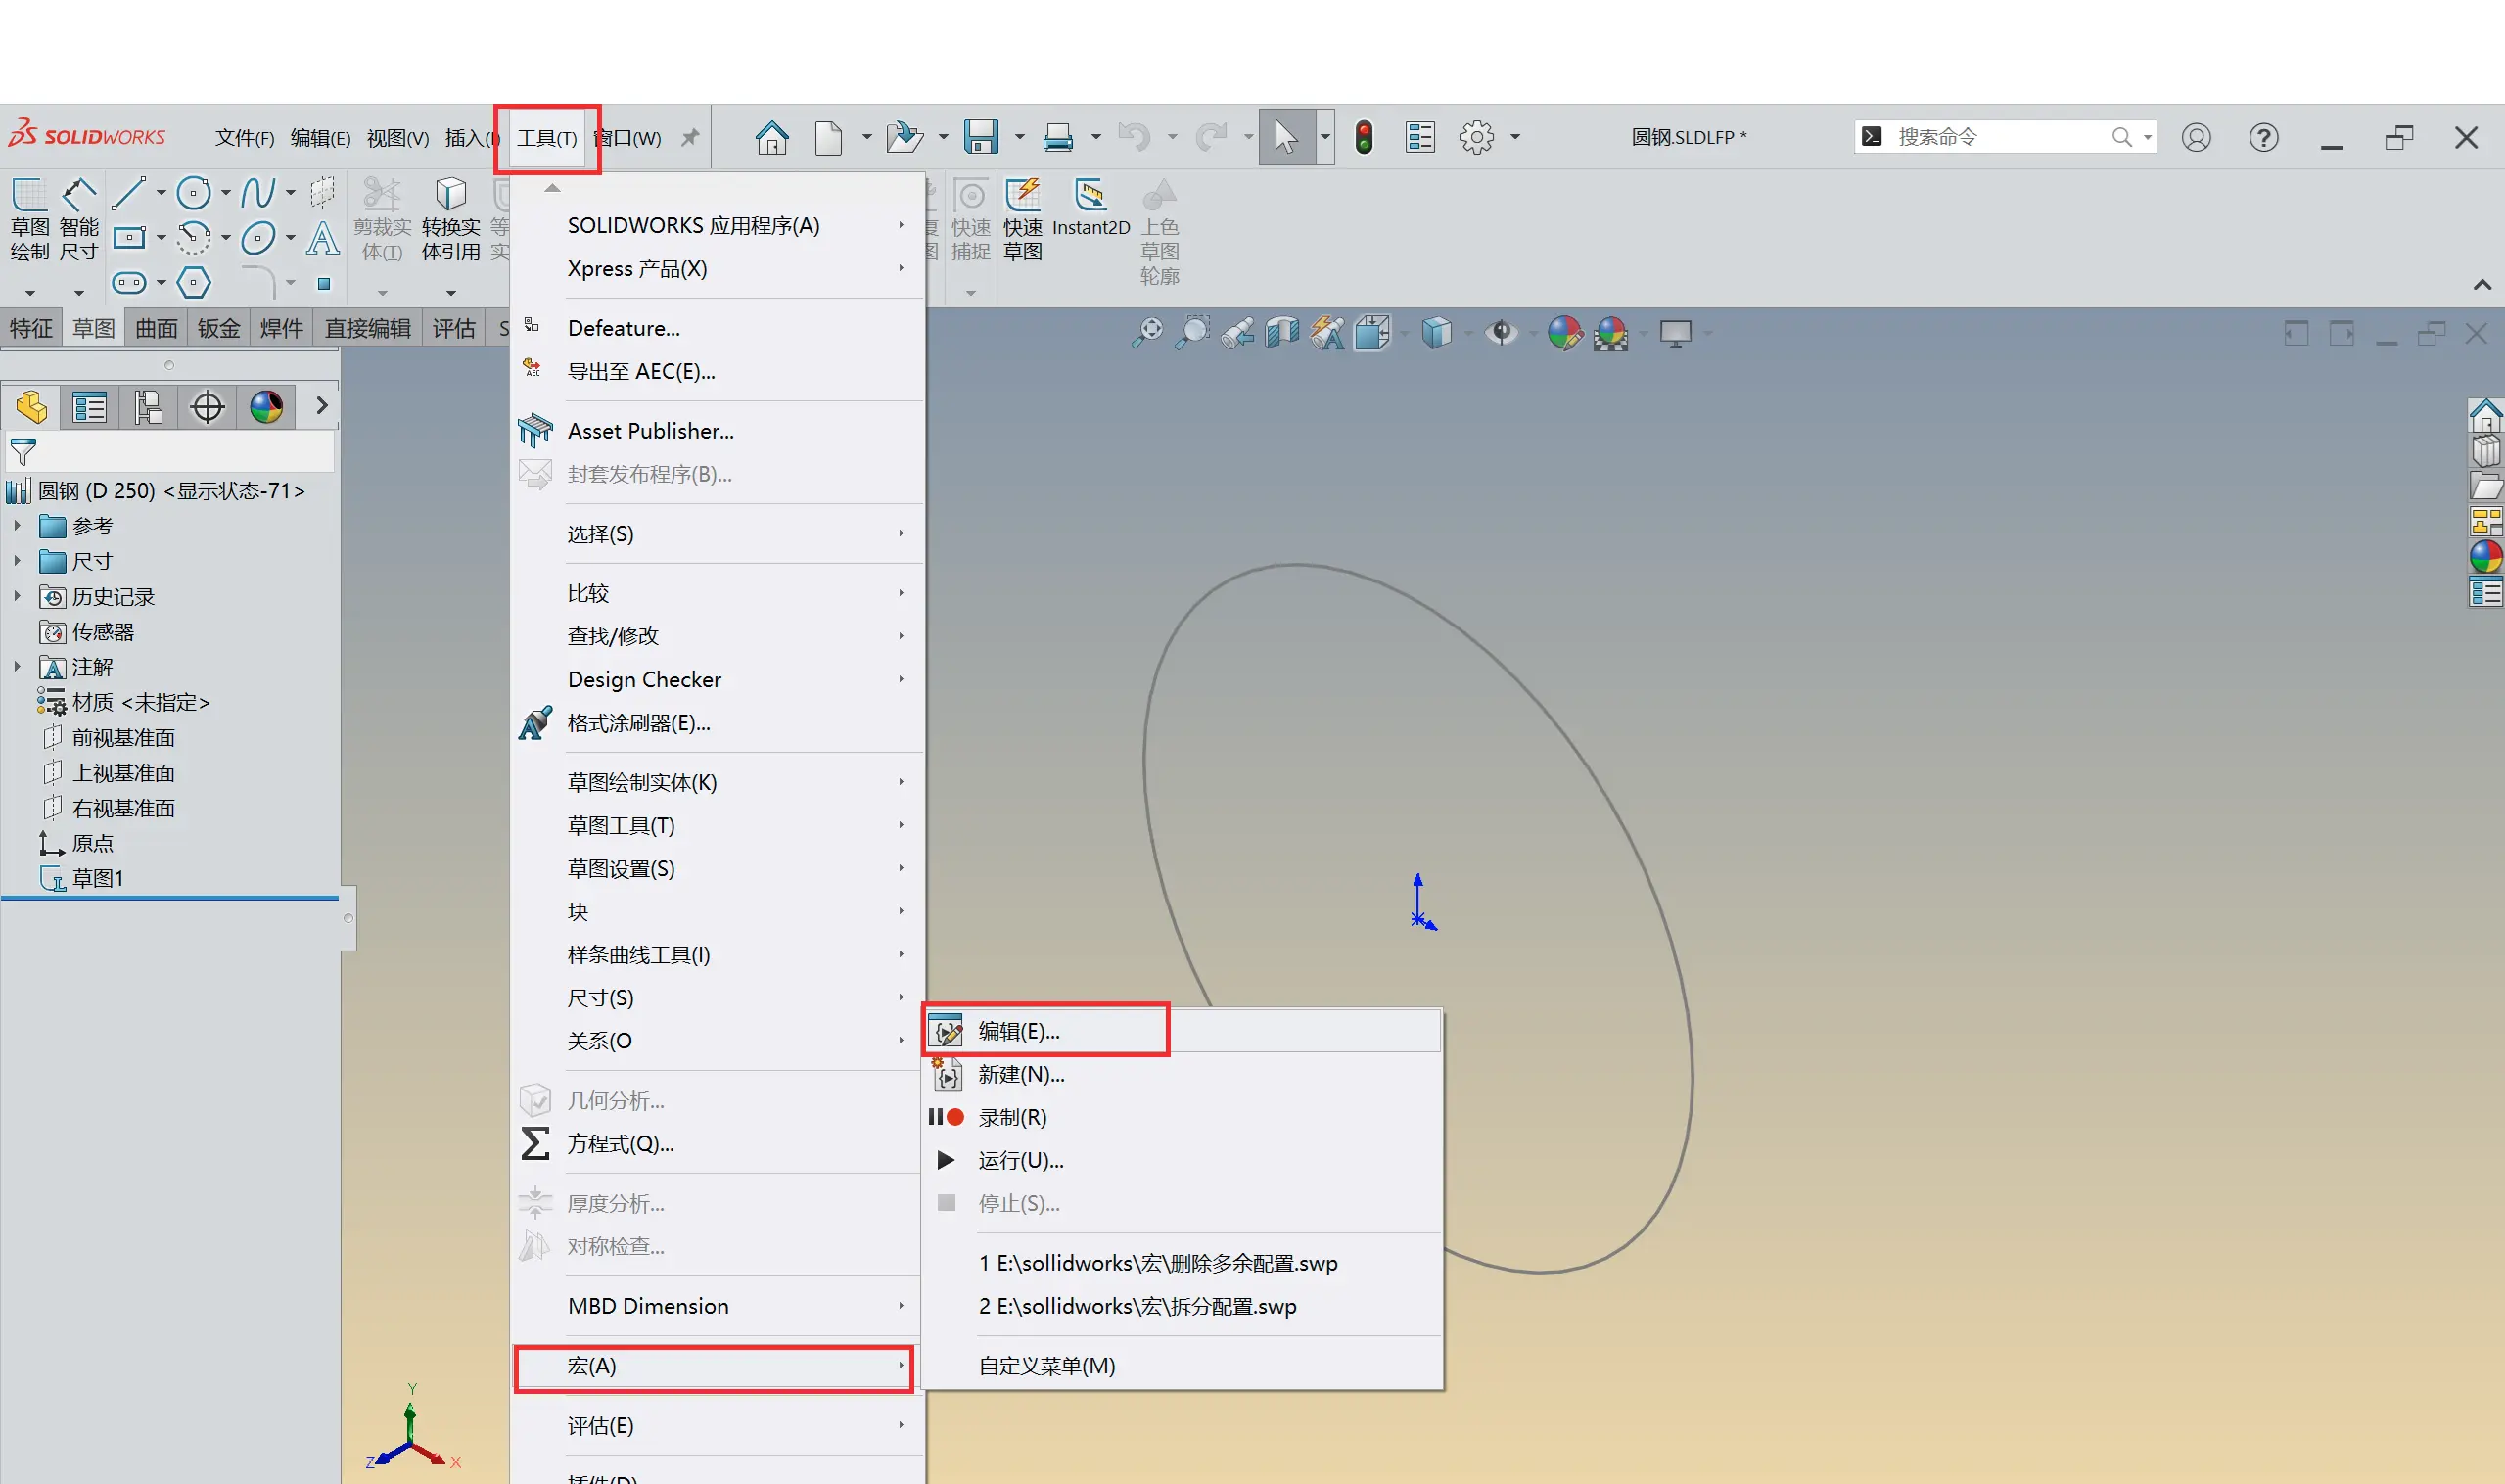 SOLIDWORKS
文件(F) 编辑(E) 视图(V) 插入(I 工具(T) 窗口(W)
圆钢.SLDLFP *
搜索命令
草图绘制
智能尺寸
剪裁实体(T)
转换实体引用
快速捕捉
快速草图
Instant2D
上色草图轮廓
特征 草图 曲面 钣金 焊件 直接编辑 评估 S
圆钢 (D 250) <显示状态-71>
参考
尺寸
历史记录
传感器
注解
材质 <未指定>
前视基准面
上视基准面
右视基准面
原点
草图1
SOLIDWORKS 应用程序(A)
Xpress 产品(X)
Defeature...
导出至 AEC(E)...
Asset Publisher...
封套发布程序(B)...
选择(S)
比较
查找/修改
Design Checker
格式涂刷器(E)...
草图绘制实体(K)
草图工具(T)
草图设置(S)
块
样条曲线工具(I)
尺寸(S)
关系(O
几何分析...
方程式(Q)...
厚度分析...
对称检查...
MBD Dimension
宏(A)
评估(E)
插件(D)
编辑(E)...
新建(N)...
录制(R)
运行(U)...
停止(S)...
1 E:\sollidworks\宏\删除多余配置.swp
2 E:\sollidworks\宏\拆分配置.swp
自定义菜单(M)
Y
Z
X